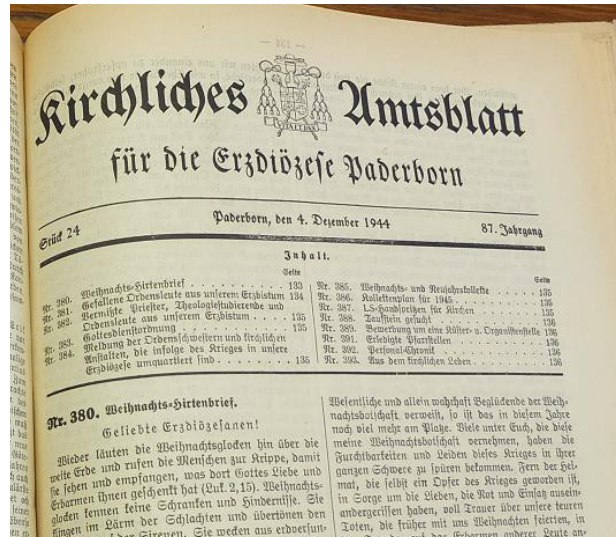 Kirchliches Amtsblatt
für die Erzdiözese Paderborn
Stück 24
Paderborn, den 4. Dezember 1944
87. Jahrgang
Inhalt.
Seite
Nr. 380. Weihnachts-Hirtenbrief . . . . . . . . . . 133
Nr. 381. Gefallene Ordensleute aus unserem Erzbistum 134
Nr. 382. Vermißte Priester, Theologiestudierende und
Ordensleute aus unserem Erzbistum . . . . . 135
Nr. 383. Gottesdienstordnung . . . . . . . . . . 135
Nr. 384. Meldung der Ordensschwestern und kirchlichen
Anstalten, die infolge des Krieges in unsere
Erzdiözese umquartiert sind . . . . . . . . . 135
Seite
Nr. 385. Weihnachts- und Neujahrskollekte . . . . . 135
Nr. 386. Kollektenplan für 1945 . . . . . . . . . . 135
Nr. 387. LS-Handspritzen für Kirchen . . . . . . . 135
Nr. 388. Taufstein gesucht . . . . . . . . . . . . 136
Nr. 389. Bewerbung um eine Küster- u. Organistenstelle 136
Nr. 391. Erledigte Pfarrstellen . . . . . . . . . . 136
Nr. 392. Personal-Chronik . . . . . . . . . . . . 136
Nr. 393. Aus dem kirchlichen Leben . . . . . . . . 136
Nr. 380. Weihnachts-Hirtenbrief.
Geliebte Erzdiözesanen!
Wieder läuten die Weihnachtsglocken hin über die
weite Erde und rufen die Menschen zur Krippe, damit
sie sehen und empfangen, was dort Gottes Liebe und
Erbarmen ihnen geschenkt hat (Luk. 2,15). Weihnachts-
glocken kennen keine Schranken und Hindernisse. Sie
klingen im Lärm der Schlachten und übertönen den
der Sirenen. Sie wecken aus
Wesentliche und allein wahrhaft Beglückende der Weih-
nachtsbotschaft verweist, so ist das in diesem Jahre
noch viel mehr am Platze. Viele unter Euch, die diese
meine Weihnachtsbotschaft vernehmen, haben die
Furchtbarkeiten und Leiden dieses Krieges in ihrer
ganzen Schwere zu spüren bekommen. Fern der Hei-
mat, die selbst ein Opfer des Krieges geworden ist,
in Sorge um die Lieben, die Not und Einsatz ausein-
andergerissen haben, voll Trauer über unsere teuren
Toten, die früher mit uns Weihnachten feierten, in
das Erbarmen anderer Leute an-